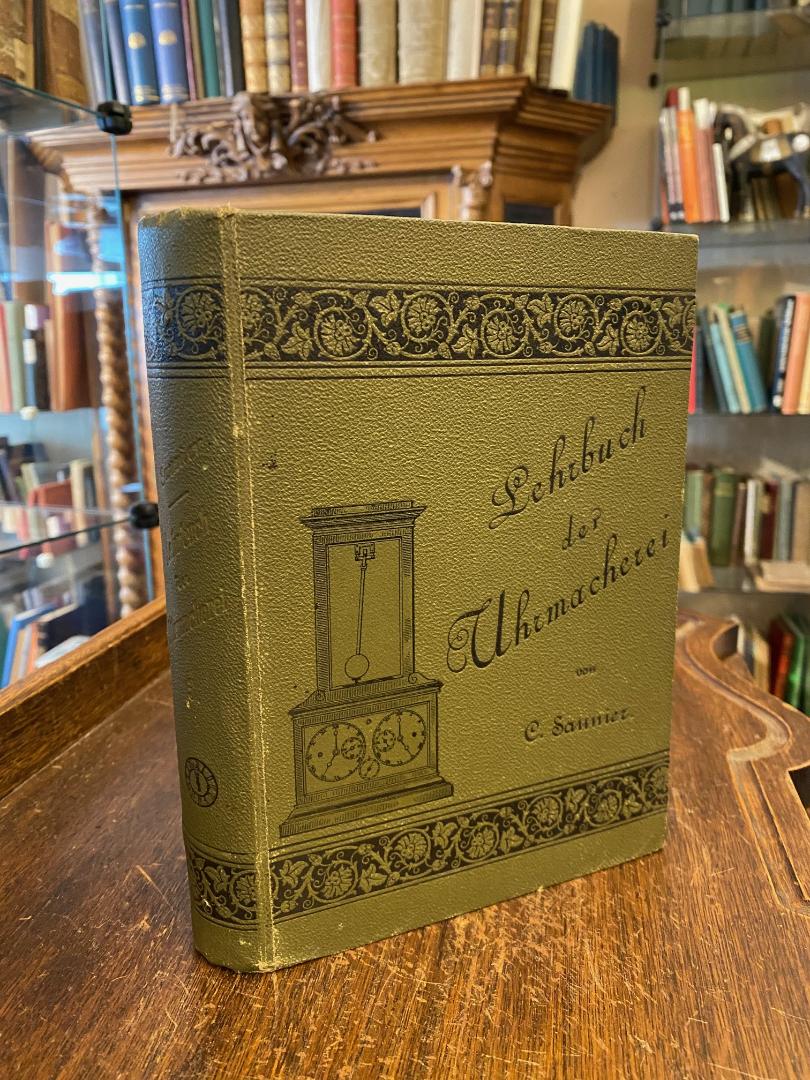 Lehrbuch
der
Uhrmacherei
von
C. Saunier.